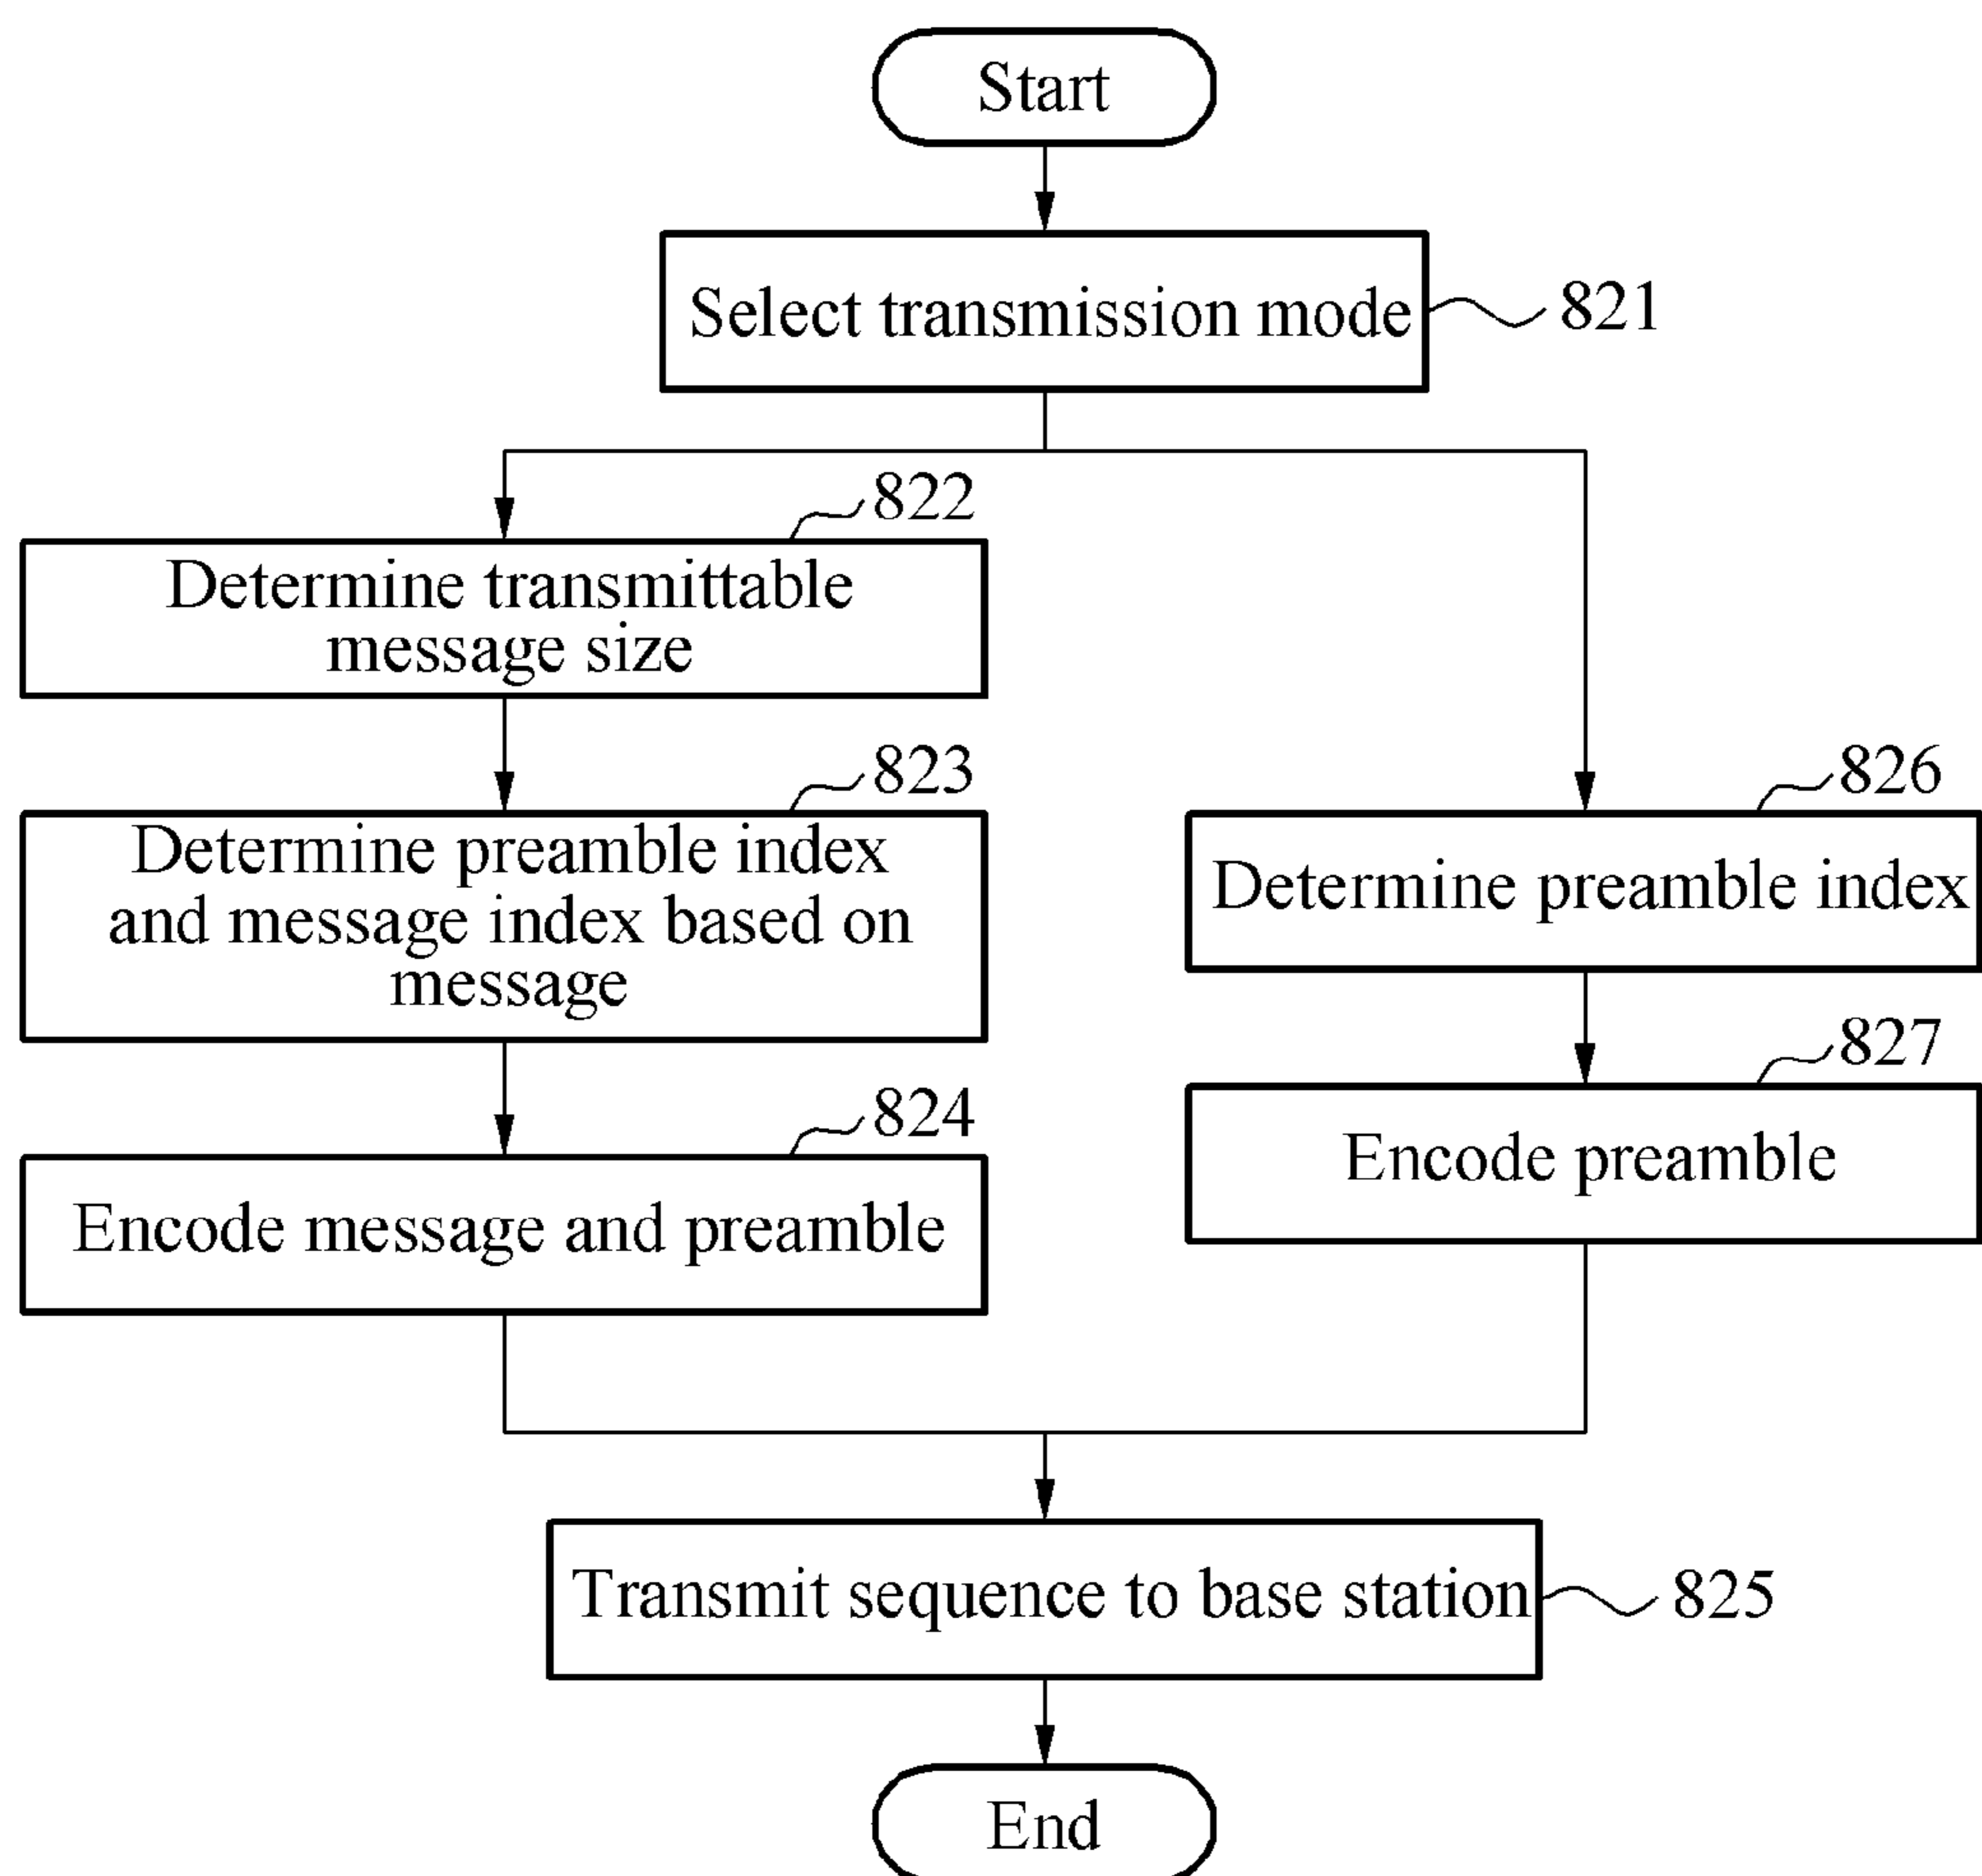 Start
Select transmission mode
821
822
Determine transmittable
message size
823
Determine preamble index
and message index based on
message
824
Encode message and preamble
826
Determine preamble index
827
Encode preamble
Transmit sequence to base station
825
End